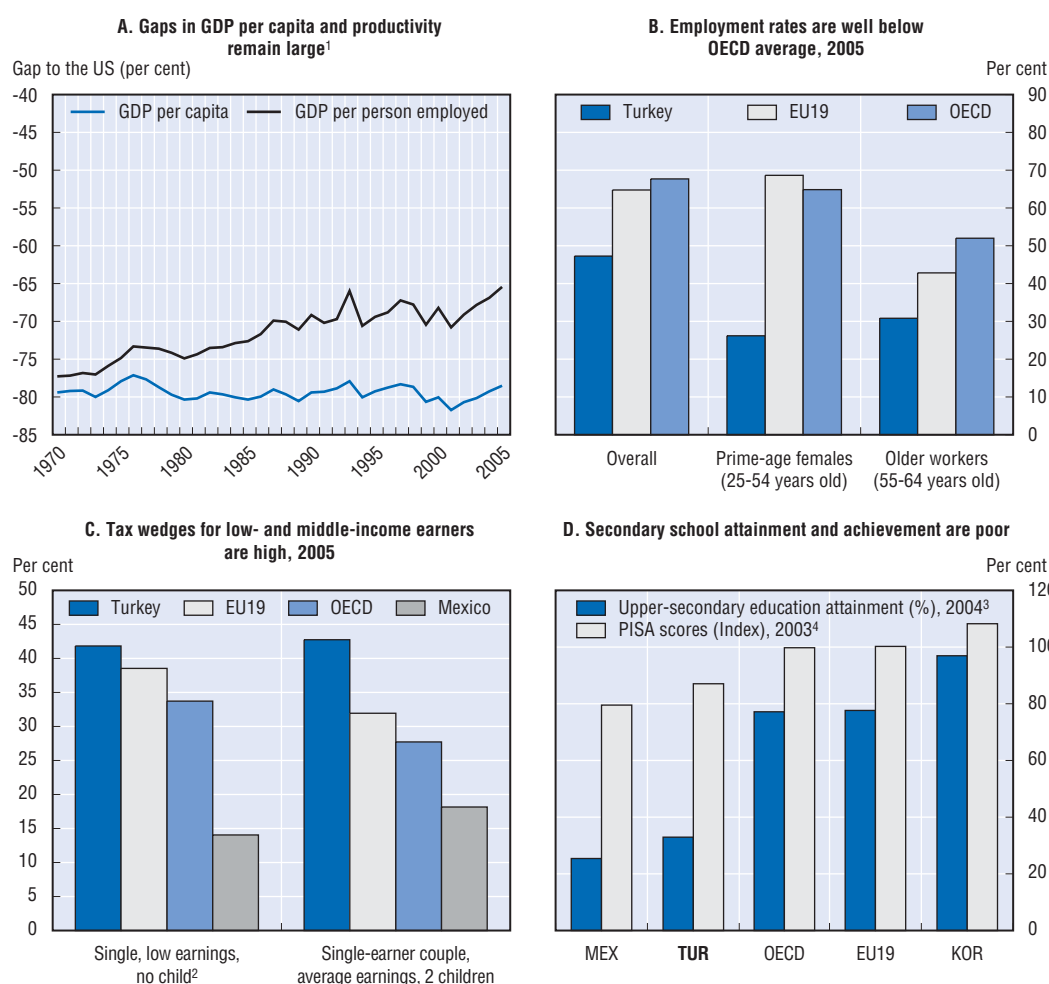 A. Gaps in GDP per capita and productivity
remain large¹
Gap to the US (per cent)
GDP per capita
GDP per person employed
-40
-45
-50
-55
-60
-65
-70
-75
-80
-85
1970
1975
1980
1985
1990
1995
2000
2005
B. Employment rates are well below
OECD average, 2005
Per cent
Turkey
EU19
OECD
90
80
70
60
50
40
30
20
10
0
Overall
Prime-age females
(25-54 years old)
Older workers
(55-64 years old)
C. Tax wedges for low- and middle-income earners
are high, 2005
Per cent
Turkey
EU19
OECD
Mexico
50
45
40
35
30
25
20
15
10
5
0
Single, low earnings,
no child²
Single-earner couple,
average earnings, 2 children
D. Secondary school attainment and achievement are poor
Per cent
Upper-secondary education attainment (%), 2004³
PISA scores (Index), 2003⁴
120
100
80
60
40
20
0
MEX
TUR
OECD
EU19
KOR